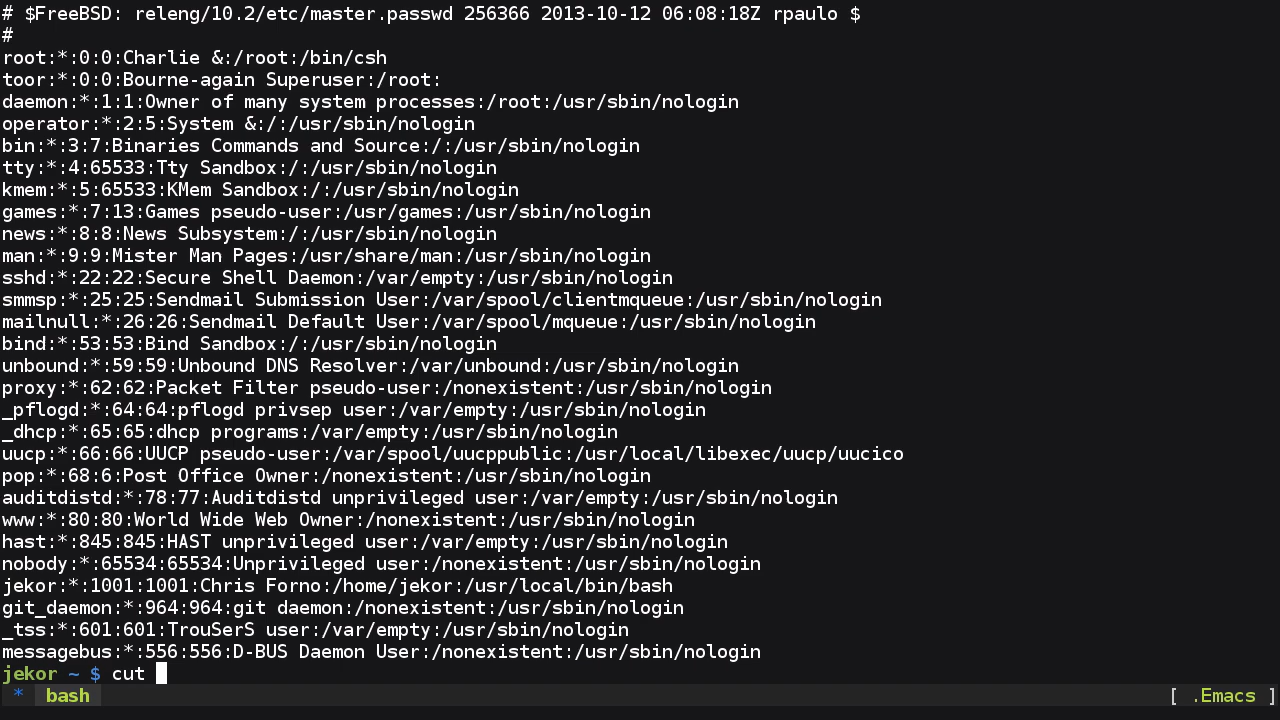 # $FreeBSD: releng/10.2/etc/master.passwd 256366 2013-10-12 06:08:18Z rpaulo $
#
root:*:0:0:Charlie &:/root:/bin/csh
toor:*:0:0:Bourne-again Superuser:/root:
daemon:*:1:1:Owner of many system processes:/root:/usr/sbin/nologin
operator:*:2:5:System &:/:/usr/sbin/nologin
bin:*:3:7:Binaries Commands and Source:/:/usr/sbin/nologin
tty:*:4:65533:Tty Sandbox:/:/usr/sbin/nologin
kmem:*:5:65533:KMem Sandbox:/:/usr/sbin/nologin
games:*:7:13:Games pseudo-user:/usr/games:/usr/sbin/nologin
news:*:8:8:News Subsystem:/:/usr/sbin/nologin
man:*:9:9:Mister Man Pages:/usr/share/man:/usr/sbin/nologin
sshd:*:22:22:Secure Shell Daemon:/var/empty:/usr/sbin/nologin
smmsp:*:25:25:Sendmail Submission User:/var/spool/clientmqueue:/usr/sbin/nologin
mailnull:*:26:26:Sendmail Default User:/var/spool/mqueue:/usr/sbin/nologin
bind:*:53:53:Bind Sandbox:/:/usr/sbin/nologin
unbound:*:59:59:Unbound DNS Resolver:/var/unbound:/usr/sbin/nologin
proxy:*:62:62:Packet Filter pseudo-user:/nonexistent:/usr/sbin/nologin
_pflogd:*:64:64:pflogd privsep user:/var/empty:/usr/sbin/nologin
_dhcp:*:65:65:dhcp programs:/var/empty:/usr/sbin/nologin
uucp:*:66:66:UUCP pseudo-user:/var/spool/uucppublic:/usr/local/libexec/uucp/uucico
pop:*:68:6:Post Office Owner:/nonexistent:/usr/sbin/nologin
auditdistd:*:78:77:Auditdistd unprivileged user:/var/empty:/usr/sbin/nologin
www:*:80:80:World Wide Web Owner:/nonexistent:/usr/sbin/nologin
hast:*:845:845:HAST unprivileged user:/var/empty:/usr/sbin/nologin
nobody:*:65534:65534:Unprivileged user:/nonexistent:/usr/sbin/nologin
jekor:*:1001:1001:Chris Forno:/home/jekor:/usr/local/bin/bash
git_daemon:*:964:964:git daemon:/nonexistent:/usr/sbin/nologin
_tss:*:601:601:TrouSerS user:/var/empty:/usr/sbin/nologin
messagebus:*:556:556:D-BUS Daemon User:/nonexistent:/usr/sbin/nologin
jekor ~ $ cut
* bash [ .Emacs ]